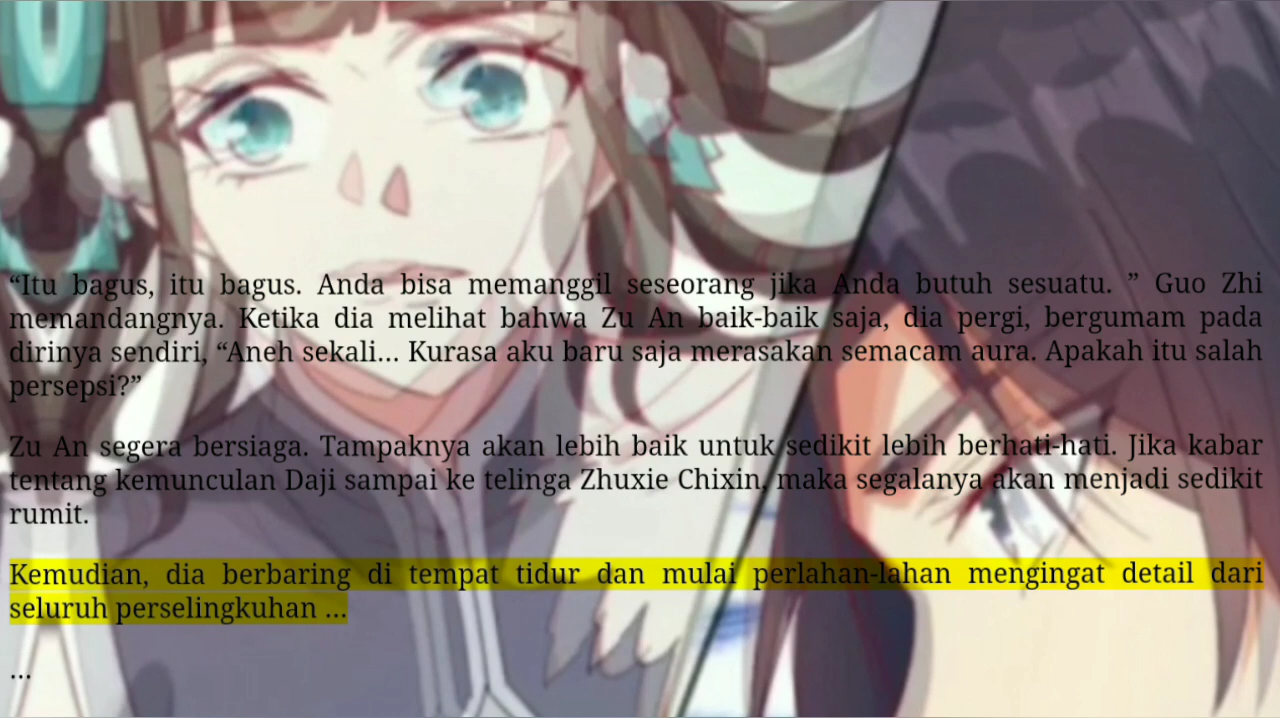 “Itu bagus, itu bagus. Anda bisa memanggil seseorang jika Anda butuh sesuatu. ” Guo Zhi
memandangnya. Ketika dia melihat bahwa Zu An baik-baik saja, dia pergi, bergumam pada
dirinya sendiri, “Aneh sekali... Kurasa aku baru saja merasakan semacam aura. Apakah itu salah
persepsi?”
Zu An segera bersiaga. Tampaknya akan lebih baik untuk sedikit lebih berhati-hati. Jika kabar
tentang kemunculan Daji sampai ke telinga Zhuxie Chixin, maka segalanya akan menjadi sedikit
rumit.
Kemudian, dia berbaring di tempat tidur dan mulai perlahan-lahan mengingat detail dari
seluruh perselingkuhan ...
...